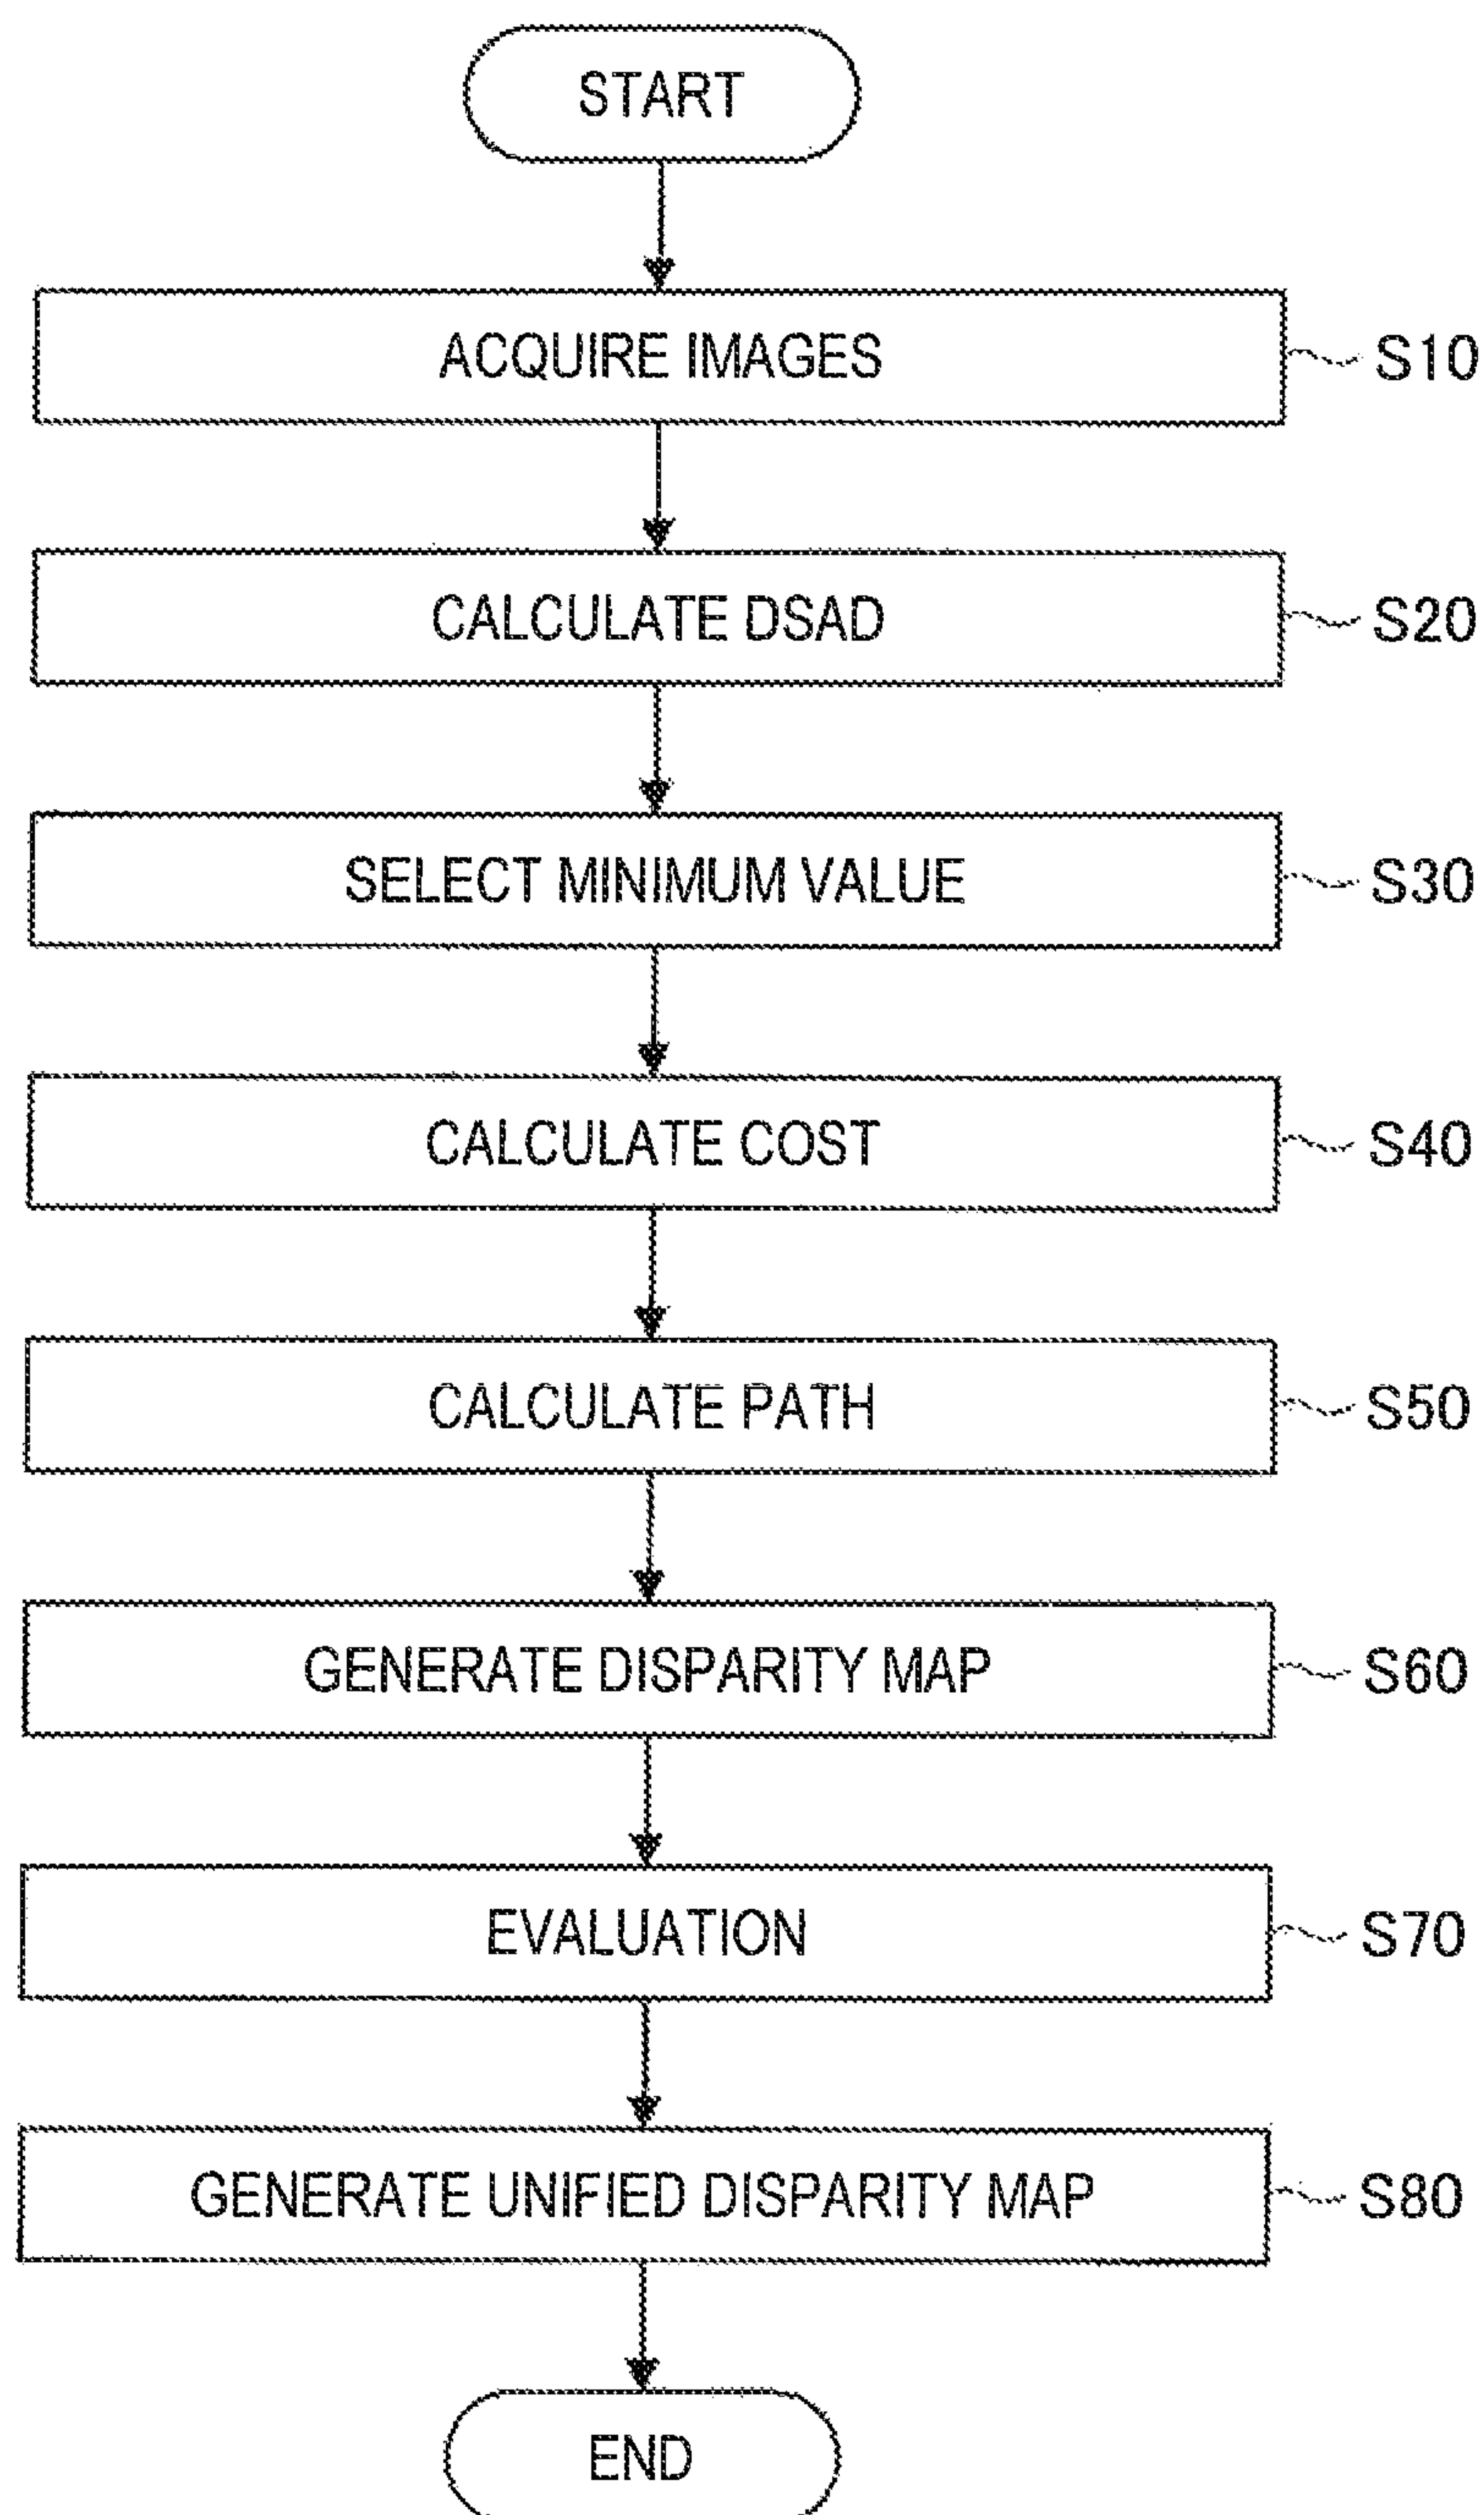 START
ACQUIRE IMAGES S10
CALCULATE DSAD S20
SELECT MINIMUM VALUE S30
CALCULATE COST S40
CALCULATE PATH S50
GENERATE DISPARITY MAP S60
EVALUATION S70
GENERATE UNIFIED DISPARITY MAP S80
END